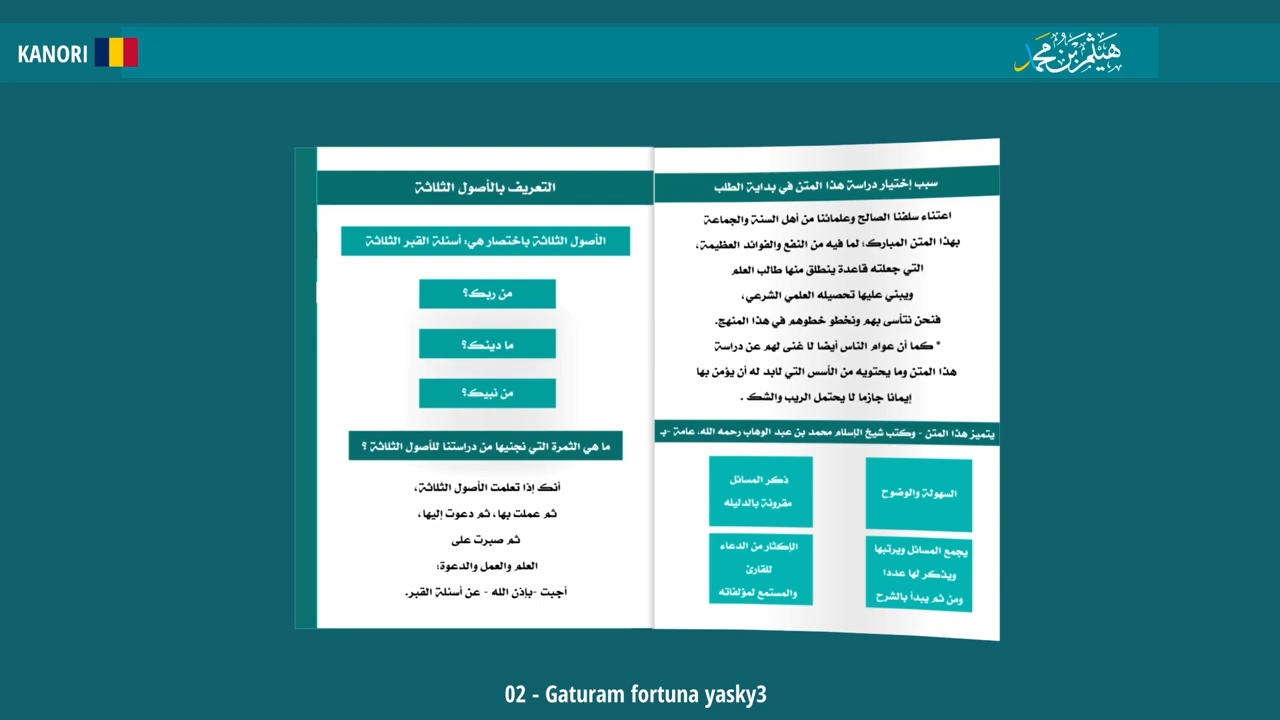 KANORI
هيثم بن محمد
سبب إختيار دراسة هذا المتن في بداية الطلب
اعتناء سلفنا الصالح وعلمائنا من أهل السنة والجماعة
بهذا المتن المبارك؛ لما فيه من النفع والفوائد العظيمة،
التي جعلته قاعدة ينطلق منها طالب العلم
ويبني عليها تحصيله العلمي الشرعي،
فنحن نتأسى بهم ونخطو خطوهم في هذا المنهج.
* كما أن عوام الناس أيضا لا غنى لهم عن دراسة
هذا المتن وما يحتويه من الأسس التي لابد له أن يؤمن بها
إيمانا جازما لا يحتمل الريب والشك .
يتميز هذا المتن - وكتب شيخ الإسلام محمد بن عبد الوهاب رحمه الله، عامة -بـ
السهولة والوضوح
ذكر المسائل
مقرونة بالدليله
يجمع المسائل ويرتبها
ويذكر لها عددا
ومن ثم يبدأ بالشرح
الإكثار من الدعاء
للقارئ
والمستمع لمؤلفاته
التعريف بالأصول الثلاثة
الأصول الثلاثة باختصار هي: أسئلة القبر الثلاثة
من ربك؟
ما دينك؟
من نبيك؟
ما هي الثمرة التي نجنيها من دراستنا للأصول الثلاثة ؟
أنك إذا تعلمت الأصول الثلاثة،
ثم عملت بها، ثم دعوت إليها،
ثم صبرت على
العلم والعمل والدعوة؛
أجبت -بإذن الله - عن أسئلة القبر.
02 - Gaturam fortuna yasky3